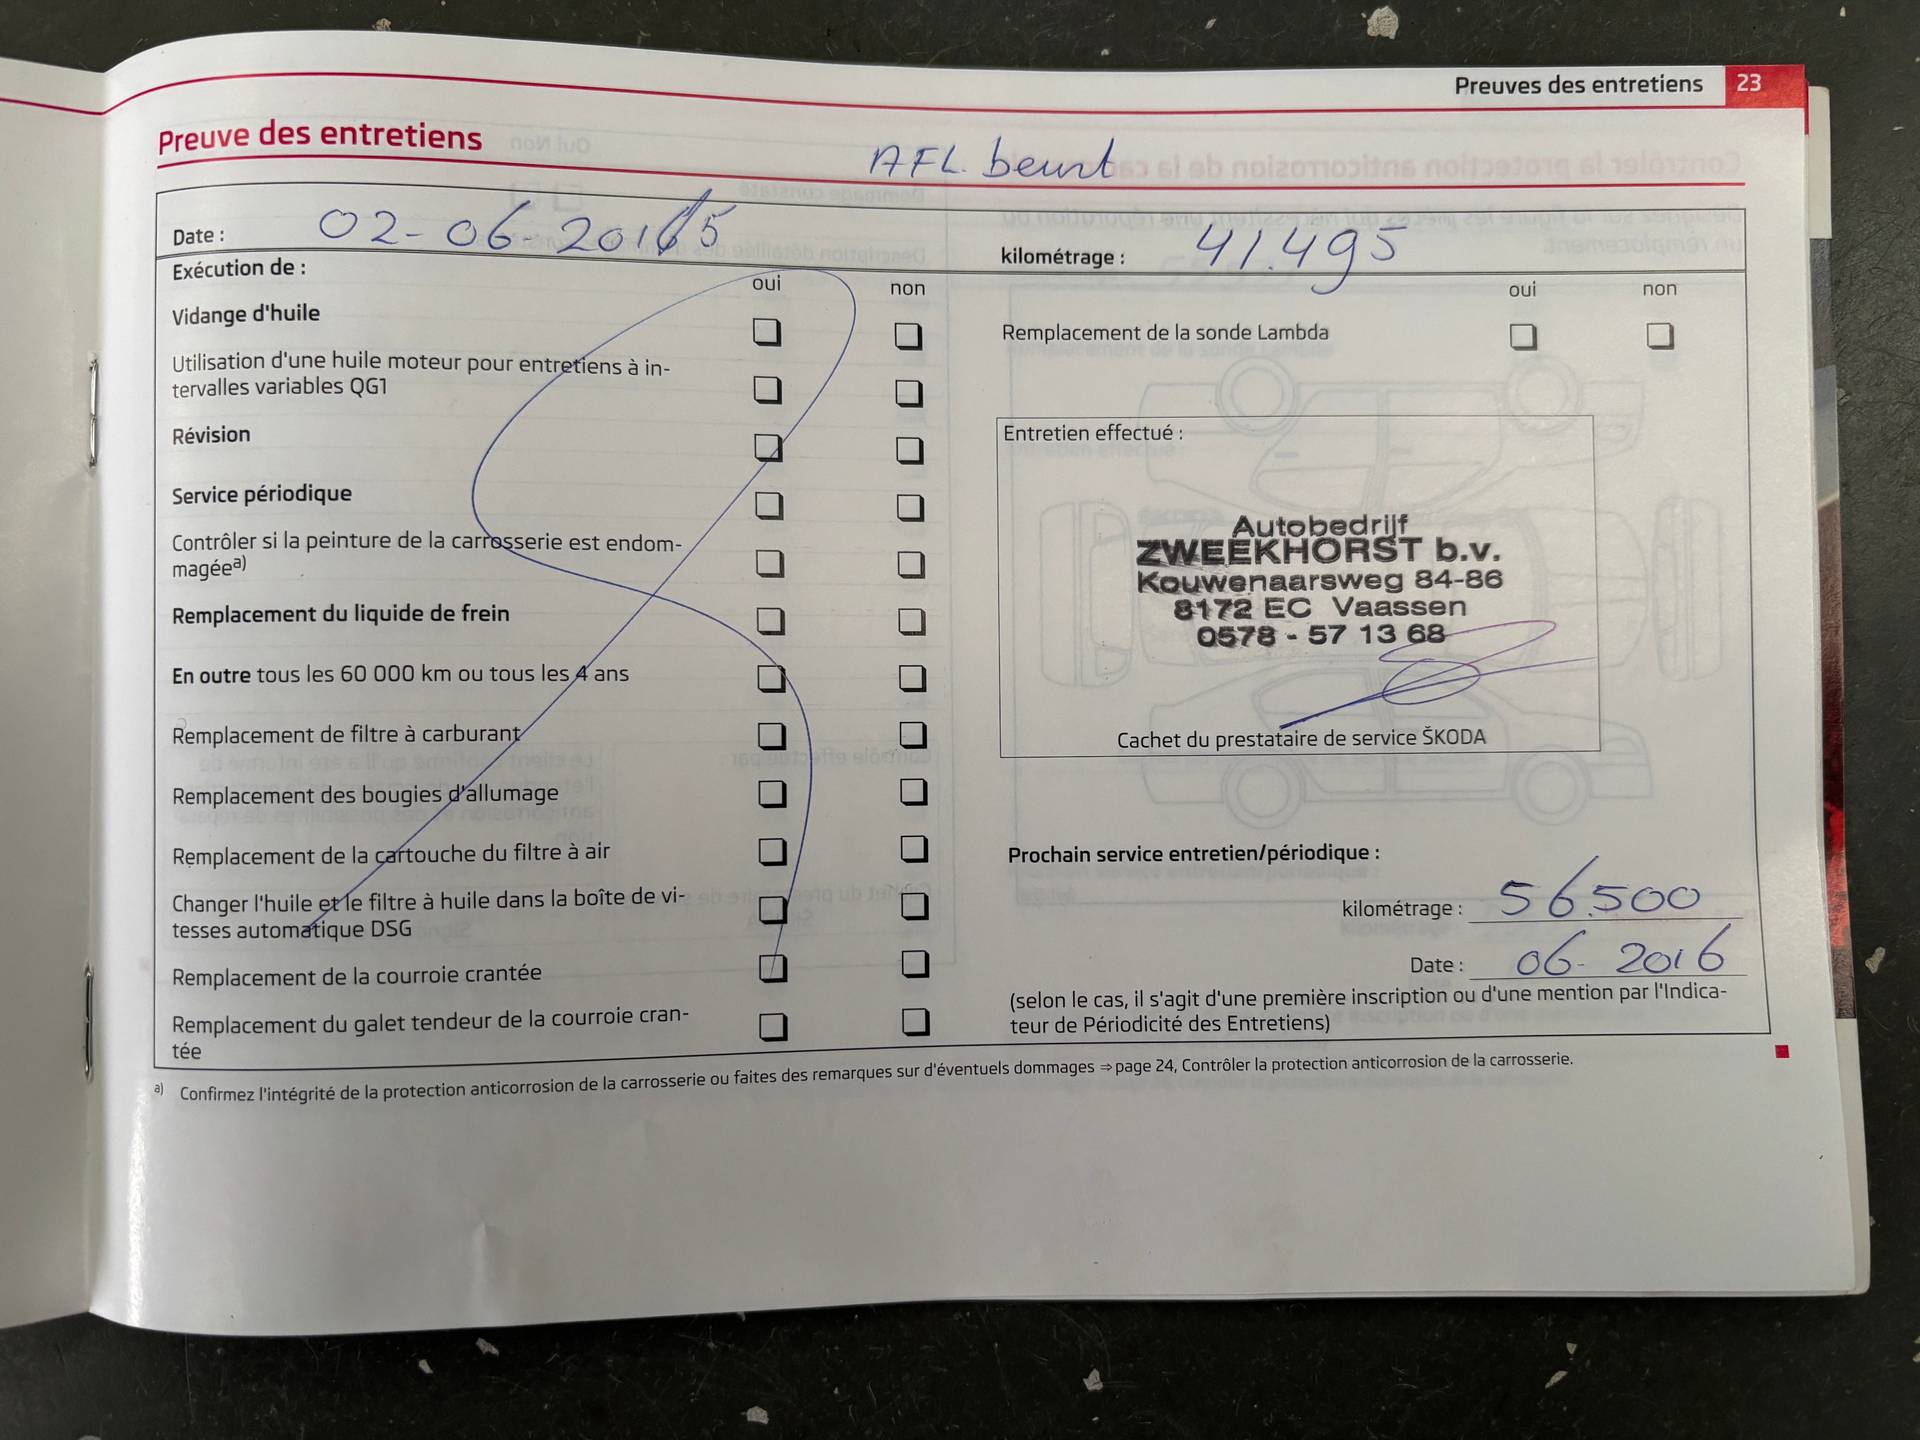 Preuves des entretiens 23
Preuve des entretiens
AFL. beurt
Date : 02-06-2015
kilométrage : 41.495
Exécution de :
oui non
Vidange d'huile
Utilisation d'une huile moteur pour entretiens à in-
tervalles variables QG1
Révision
Service périodique
Contrôler si la peinture de la carrosserie est endom-
magéea)
Remplacement du liquide de frein
En outre tous les 60 000 km ou tous les 4 ans
Remplacement de filtre à carburant
Remplacement des bougies d'allumage
Remplacement de la cartouche du filtre à air
Changer l'huile et le filtre à huile dans la boîte de vi-
tesses automatique DSG
Remplacement de la courroie crantée
Remplacement du galet tendeur de la courroie cran-
tée
oui non
Remplacement de la sonde Lambda
Entretien effectué :
Autobedrijf
ZWEEKHORST b.v.
Kouwenaarsweg 84-86
8172 EC Vaassen
0578 - 57 13 68
Cachet du prestataire de service ŠKODA
Prochain service entretien/périodique :
kilométrage : 56.500
Date : 06-2016
(selon le cas, il s'agit d'une première inscription ou d'une mention par l'Indica-
teur de Périodicité des Entretiens)
a) Confirmez l'intégrité de la protection anticorrosion de la carrosserie ou faites des remarques sur d'éventuels dommages ⇒ page 24, Contrôler la protection anticorrosion de la carrosserie.